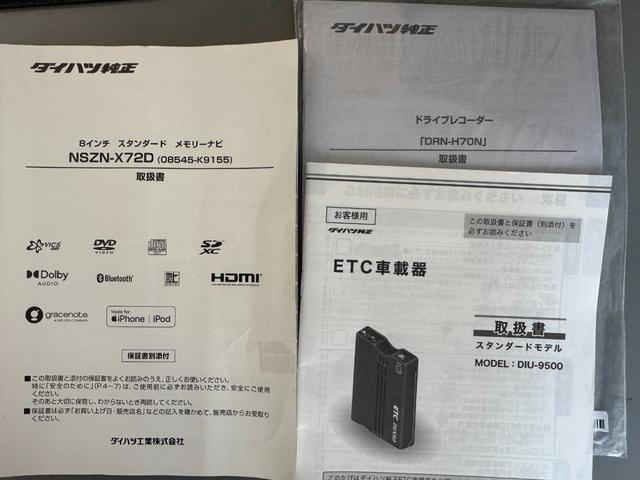 ダイハツ純正
8インチ スタンダード メモリーナビ
NSZN-X72D (08545-K9155)
取扱書
VICS
DVD
VIDEO
SD
XC
Dolby
AUDIO
Bluetooth
HDMI
gracenote
Made for
iPhone | iPod
保証書別添付
■この取扱書と添付の保証書をよくお読みのうえ、正しくお使いください。
特に「安全のために」(P.4~7)は、ご使用前に必ずお読みいただき、安全にご使用
ください。
そのあと大切に保管し、わからないとき再読してください。
■保証書は必ず「お買い上げ日・販売店名」などの記入を確かめて、販売店からお受取り
ください。
ダイハツ工業株式会社
ダイハツ純正
ドライブレコーダー
「DRN-H70N」
取扱書
お客様用
ダイハツ純正
この取扱書と保証書(別添付)を
必ずお読みください
ETC車載器
取扱書
スタンダードモデル
MODEL:DIU-9500
ETC DENSO